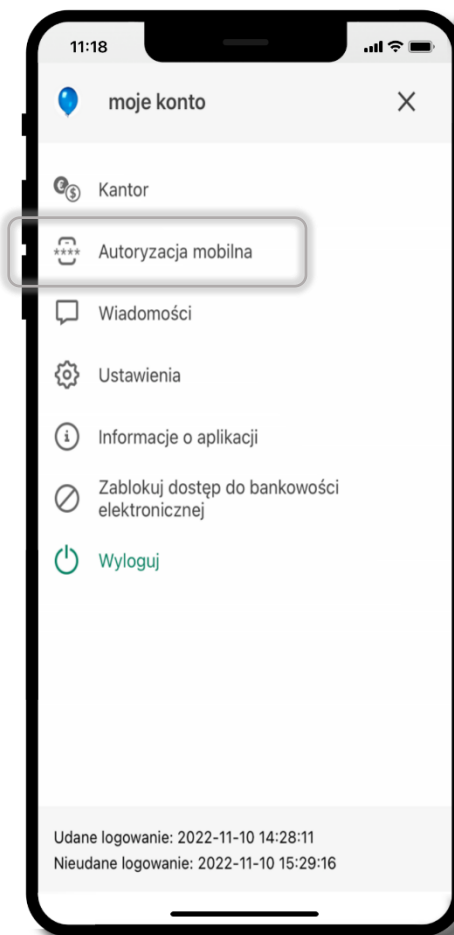 11:18
moje konto
Kantor
Autoryzacja mobilna
Wiadomości
Ustawienia
Informacje o aplikacji
Zablokuj dostęp do bankowości
elektronicznej
Wyloguj
Udane logowanie: 2022-11-10 14:28:11
Nieudane logowanie: 2022-11-10 15:29:16